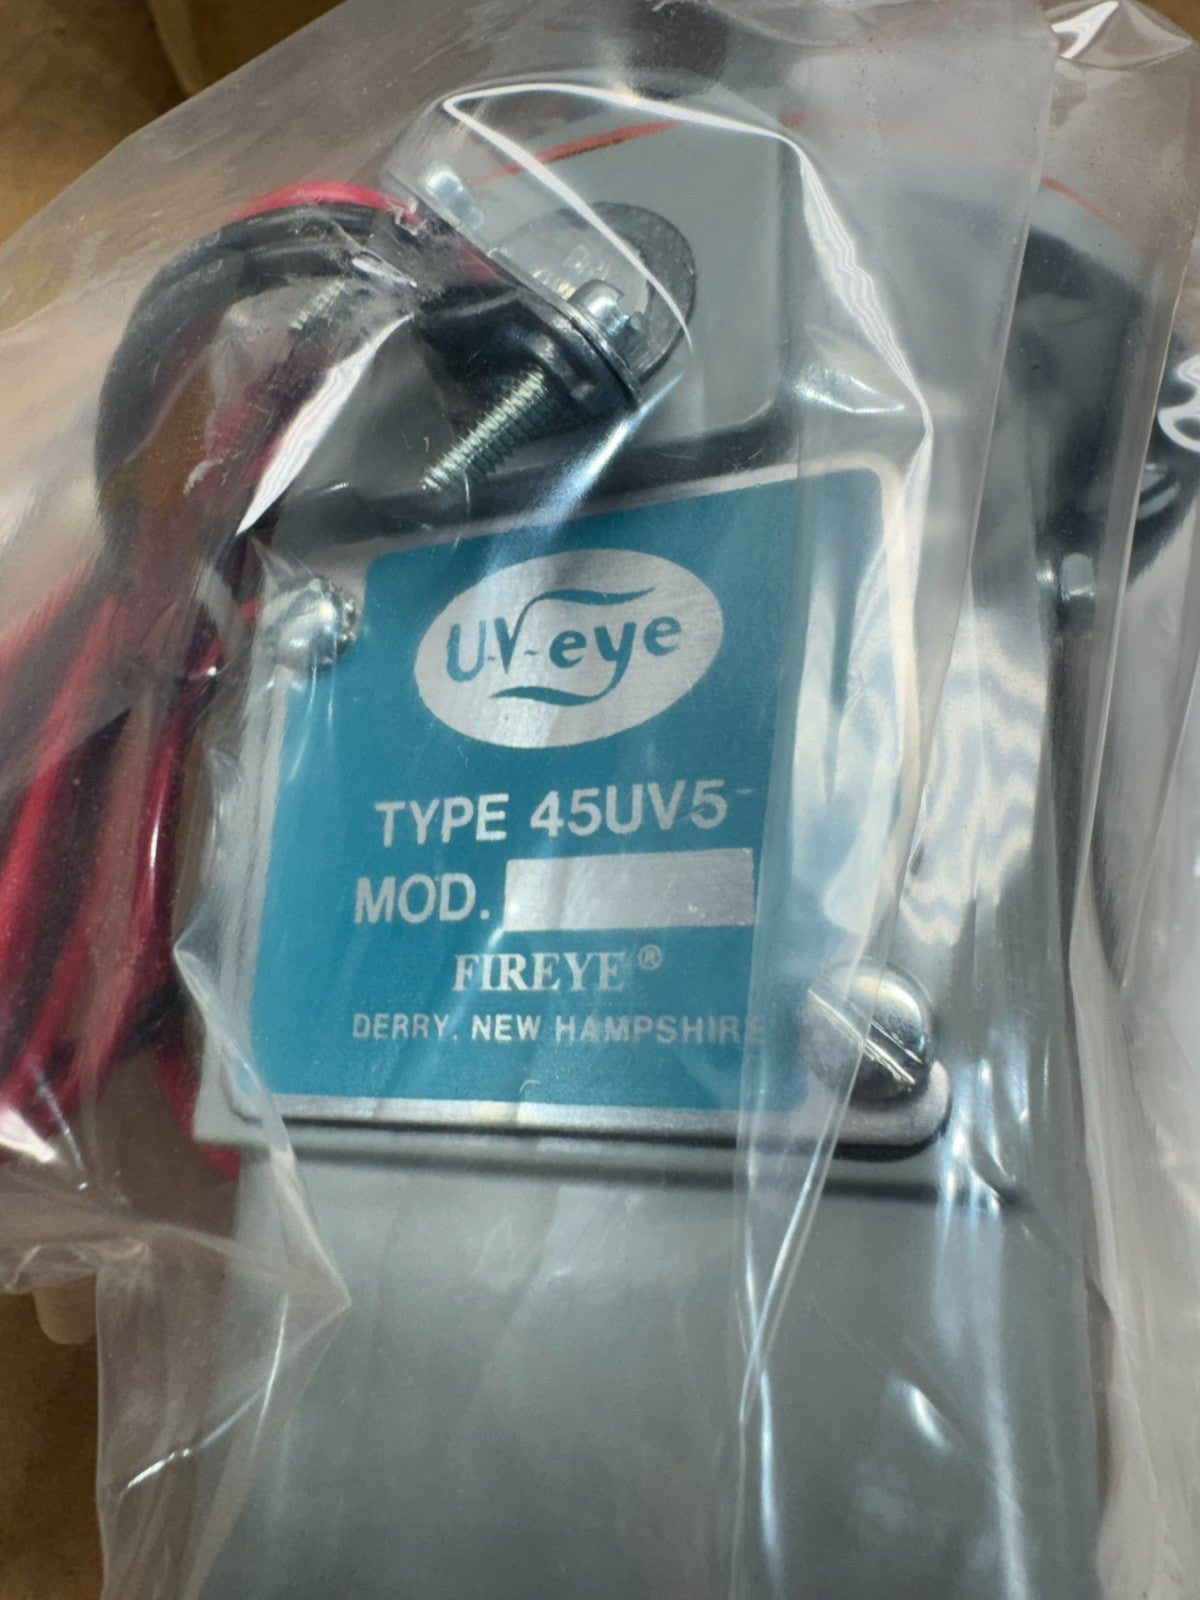 U-V-eye
TYPE 45UV5
MOD.
FIREYE®
DERRY, NEW HAMPSHIRE